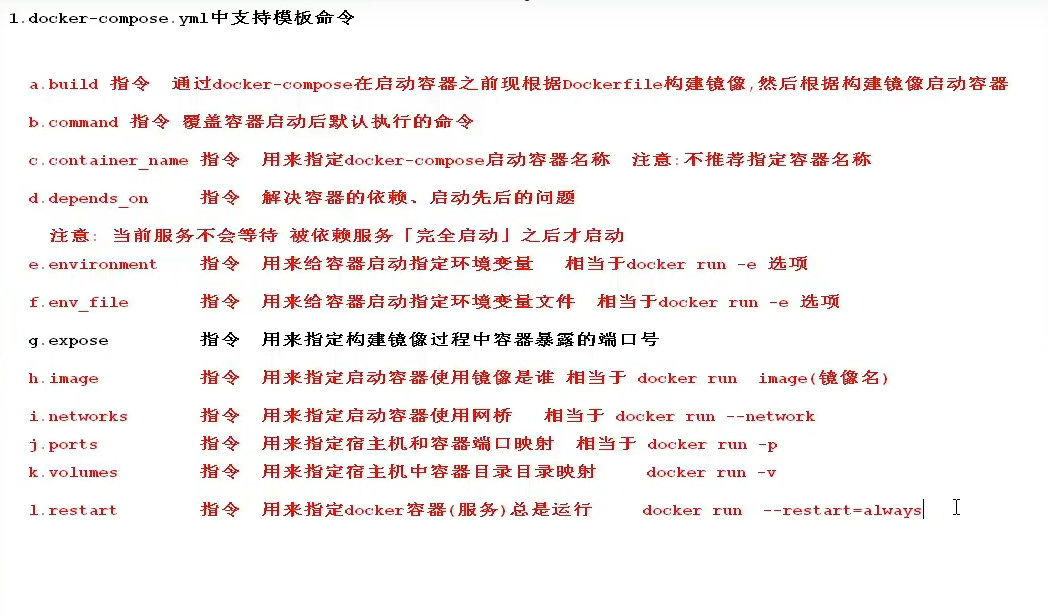 1.docker-compose.yml中支持模板命令
a.build 指令 通过docker-compose在启动容器之前现根据Dockerfile构建镜像,然后根据构建镜像启动容器
b.command 指令 覆盖容器启动后默认执行的命令
c.container_name 指令 用来指定docker-compose启动容器名称 注意:不推荐指定容器名称
d.depends_on 指令 解决容器的依赖、启动先后的问题
注意: 当前服务不会等待 被依赖服务「完全启动」之后才启动
e.environment 指令 用来给容器启动指定环境变量 相当于docker run -e 选项
f.env_file 指令 用来给容器启动指定环境变量文件 相当于docker run -e 选项
g.expose 指令 用来指定构建镜像过程中容器暴露的端口号
h.image 指令 用来指定启动容器使用镜像是谁 相当于 docker run image(镜像名)
i.networks 指令 用来指定启动容器使用网桥 相当于 docker run --network
j.ports 指令 用来指定宿主机和容器端口映射 相当于 docker run -p
k.volumes 指令 用来指定宿主机中容器目录目录映射 docker run -v
l.restart 指令 用来指定docker容器(服务)总是运行 docker run --restart=always